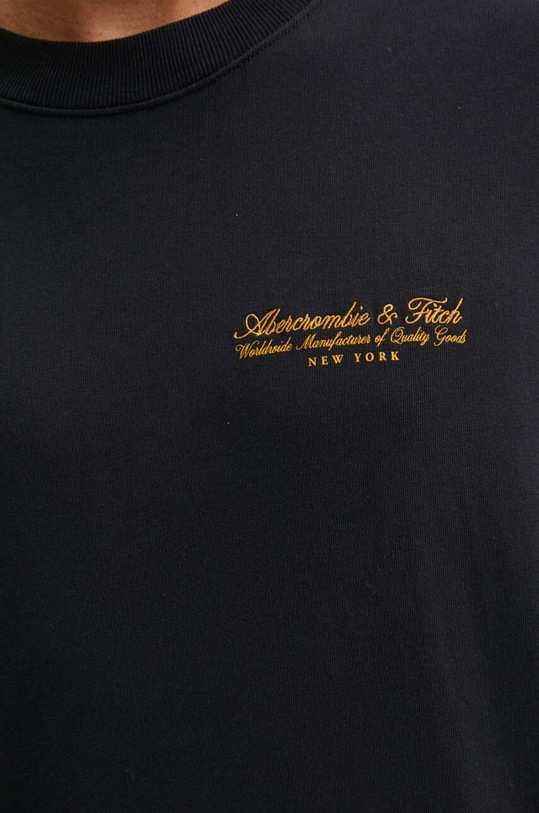 Abercrombie & Fitch
Worldwide Manufacturer of Quality Goods
NEW YORK